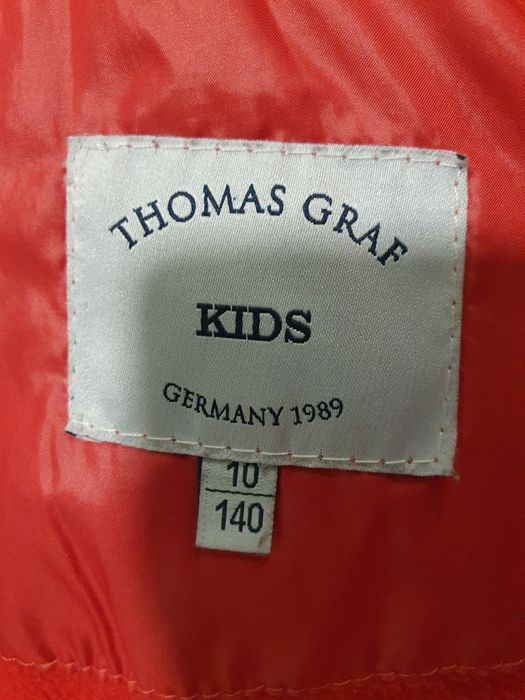 THOMAS GRAF
KIDS
GERMANY 1989
10
140